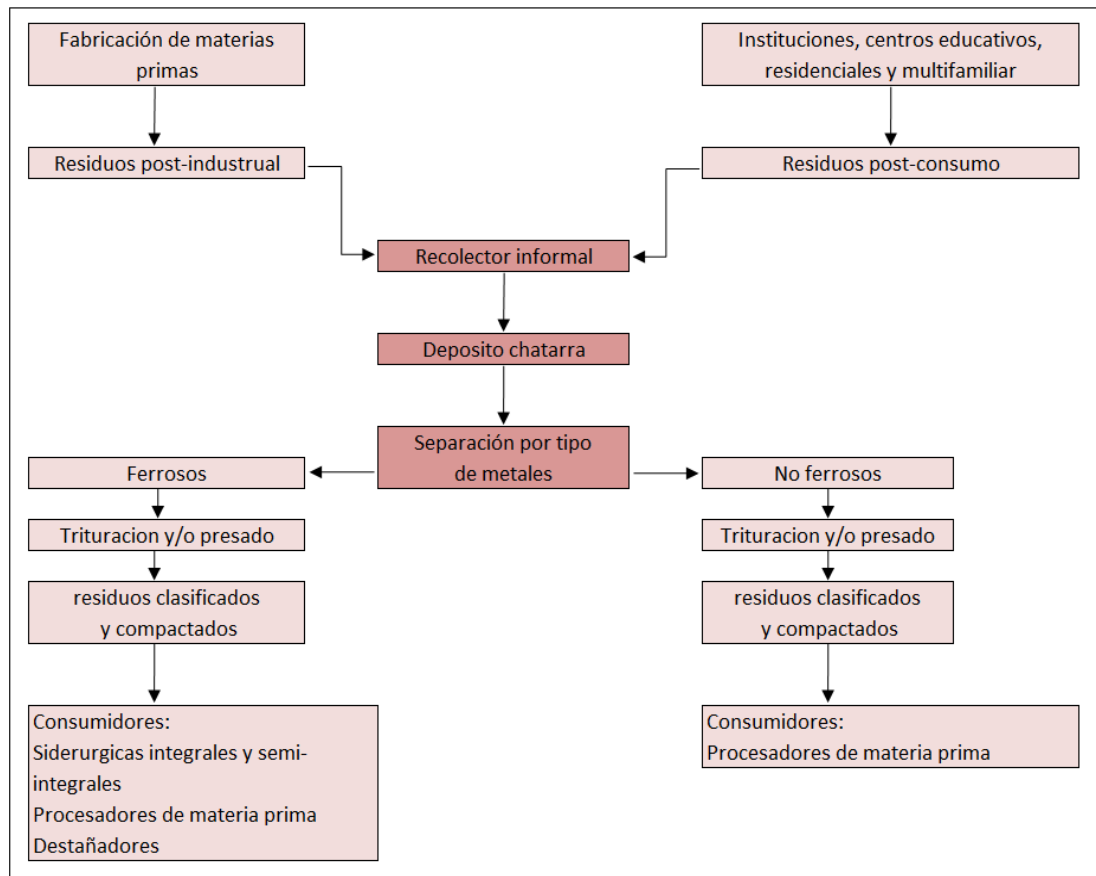 Fabricación de materias
primas
Instituciones, centros educativos,
residenciales y multifamiliar
Residuos post-industrual
Residuos post-consumo
Recolector informal
Deposito chatarra
Separación por tipo
de metales
Ferrosos
No ferrosos
Trituracion y/o presado
Trituracion y/o presado
residuos clasificados
y compactados
residuos clasificados
y compactados
Consumidores:
Siderurgicas integrales y semi-
integrales
Procesadores de materia prima
Destañadores
Consumidores:
Procesadores de materia prima